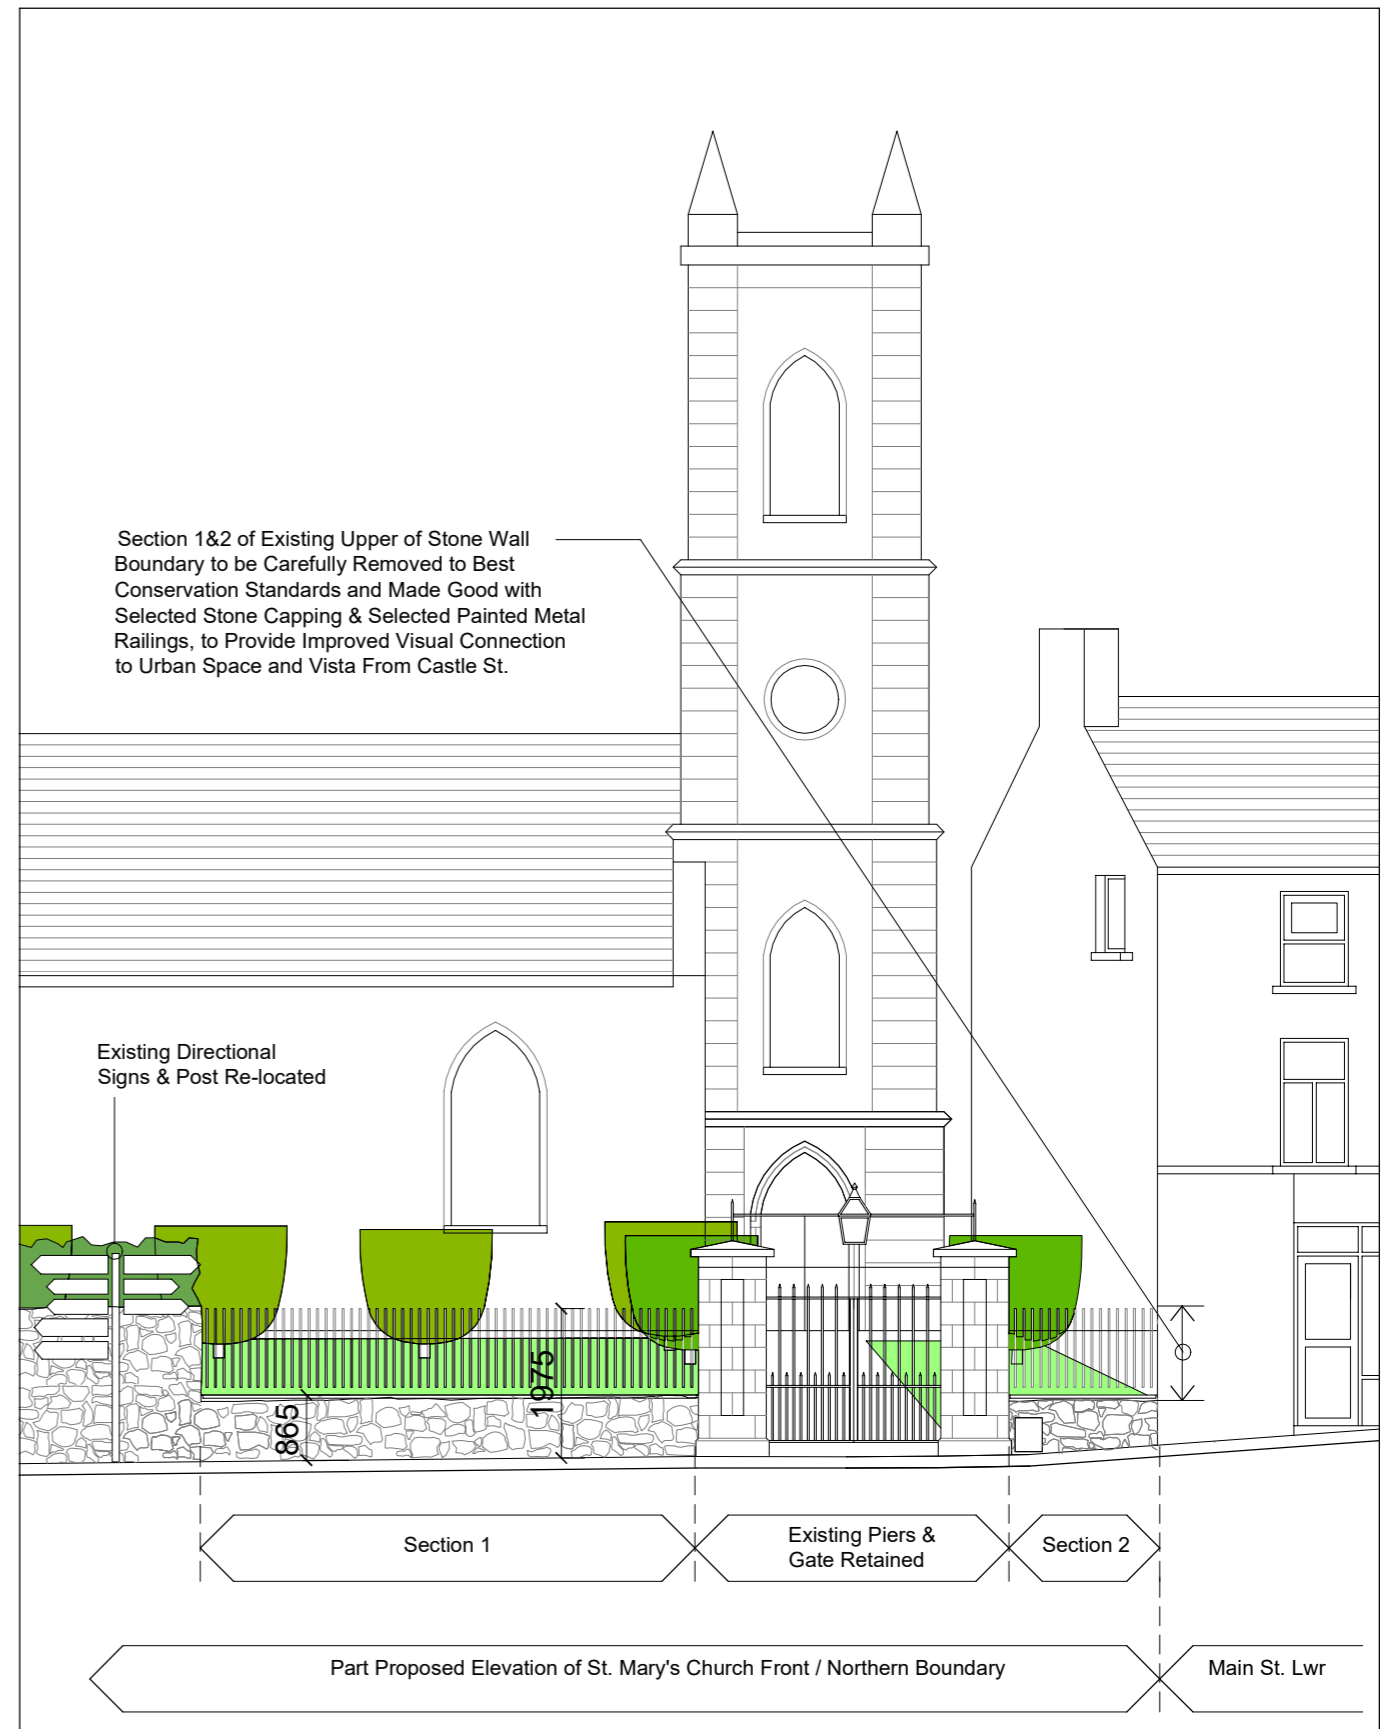 Section 1&2 of Existing Upper of Stone Wall
Boundary to be Carefully Removed to Best
Conservation Standards and Made Good with
Selected Stone Capping & Selected Painted Metal
Railings, to Provide Improved Visual Connection
to Urban Space and Vista From Castle St.
Existing Directional
Signs & Post Re-located
865
1975
Section 1
Existing Piers &
Gate Retained
Section 2
Part Proposed Elevation of St. Mary's Church Front / Northern Boundary
Main St. Lwr